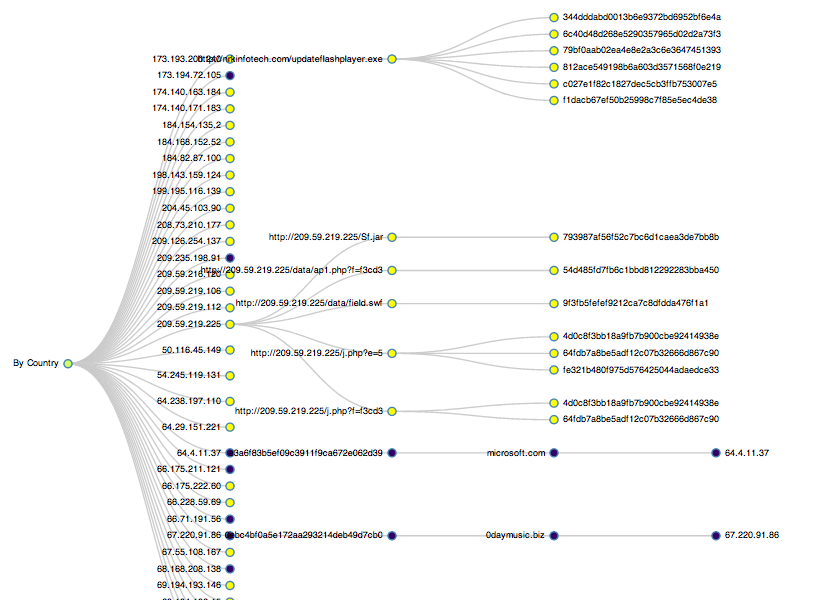 344dddabd0013b6e9372bd6952bf6e4a
6c40d48d268e5290357965d02d2a73f3
79bf0aab02ea4e8e2a3c6e3647451393
173.193.200.240
/nrkinfotech.com/updateflashplayer.exe
812ace549198b6a603d3571568f0e219
173.194.72.105
c027e1f82c1827dec5cb3ffb753007e5
174.140.163.184
f1dacb67ef50b25998c7f85e5ec4de38
174.140.171.183
184.154.135.2
184.168.152.52
184.82.87.100
198.143.159.124
199.195.116.139
204.45.103.90
208.73.210.177
209.126.254.137
http://209.59.219.225/Sf.jar
793987af56f52c7bc6d1caea3de7bb8b
209.235.198.91
209.59.216.120
http://209.59.219.225/data/ap1.php?f=f3cd3
54d485fd7fb6c1bbd812292283bba450
209.59.219.106
209.59.219.112
http://209.59.219.225/data/field.swf
9f3fb5fefef9212ca7c8dfdda476f1a1
209.59.219.225
4d0c8f3bb18a9fb7b900cbe92414938e
50.116.45.149
http://209.59.219.225/j.php?e=5
64fdb7a8be5adf12c07b32666d867c90
By Country
fe321b480f975d576425044adaedce33
54.245.119.131
64.238.197.110
http://209.59.219.225/j.php?f=f3cd3
4d0c8f3bb18a9fb7b900cbe92414938e
64fdb7a8be5adf12c07b32666d867c90
64.29.151.221
64.4.11.37
3a6f83b5ef09c3911f9ca672e062d39
microsoft.com
64.4.11.37
66.175.211.121
66.175.222.60
66.228.59.69
66.71.191.56
67.220.91.86
bc4bf0a5e172aa293214deb49d7cb0
0daymusic.biz
67.220.91.86
67.55.108.167
68.168.208.138
69.194.193.146